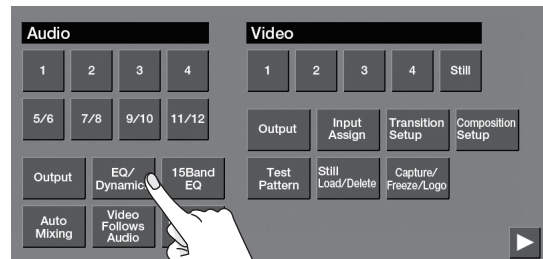 Audio
1
2
3
4
5/6
7/8
9/10
11/12
Output
EQ/
15Band
EQ
Auto
Mixing
Video
Follows
Audio
Video
1
2
3
4
Still
Output
Input
Assign
Transition
Setup
Composition
Setup
Test
Pattern
Still
Load/Delete
Capture/
Freeze/Logo